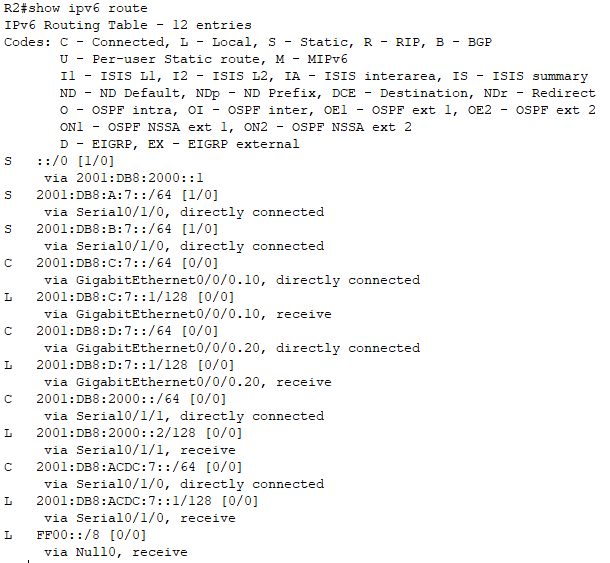 R2#show ipv6 route
IPv6 Routing Table - 12 entries
Codes: C - Connected, L - Local, S - Static, R - RIP, B - BGP
U - Per-user Static route, M - MIPv6
I1 - ISIS L1, I2 - ISIS L2, IA - ISIS interarea, IS - ISIS summary
ND - ND Default, NDp - ND Prefix, DCE - Destination, NDr - Redirect
O - OSPF intra, OI - OSPF inter, OE1 - OSPF ext 1, OE2 - OSPF ext 2
ON1 - OSPF NSSA ext 1, ON2 - OSPF NSSA ext 2
D - EIGRP, EX - EIGRP external
S ::/0 [1/0]
via 2001:DB8:2000::1
S 2001:DB8:A:7::/64 [1/0]
via Serial0/1/0, directly connected
S 2001:DB8:B:7::/64 [1/0]
via Serial0/1/0, directly connected
C 2001:DB8:C:7::/64 [0/0]
via GigabitEthernet0/0/0.10, directly connected
L 2001:DB8:C:7::1/128 [0/0]
via GigabitEthernet0/0/0.10, receive
C 2001:DB8:D:7::/64 [0/0]
via GigabitEthernet0/0/0.20, directly connected
L 2001:DB8:D:7::1/128 [0/0]
via GigabitEthernet0/0/0.20, receive
C 2001:DB8:2000::/64 [0/0]
via Serial0/1/1, directly connected
L 2001:DB8:2000::2/128 [0/0]
via Serial0/1/1, receive
C 2001:DB8:ACDC:7::/64 [0/0]
via Serial0/1/0, directly connected
L 2001:DB8:ACDC:7::1/128 [0/0]
via Serial0/1/0, receive
L FF00::/8 [0/0]
via Null0, receive